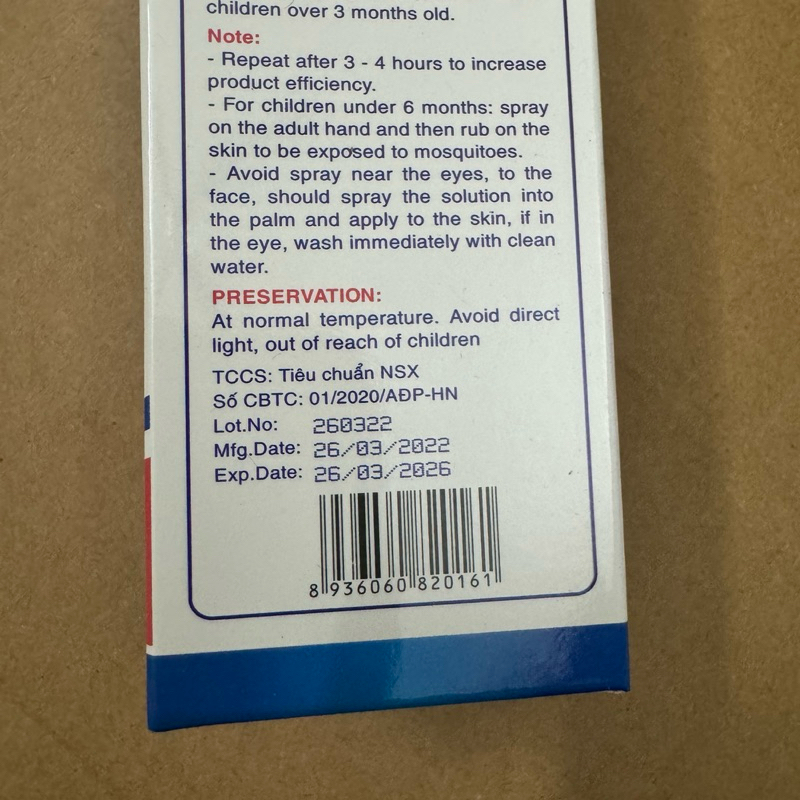 children over 3 months old.
Note:
- Repeat after 3 - 4 hours to increase
product efficiency.
- For children under 6 months: spray
on the adult hand and then rub on the
skin to be exposed to mosquitoes.
- Avoid spray near the eyes, to the
face, should spray the solution into
the palm and apply to the skin, if in
the eye, wash immediately with clean
water.
PRESERVATION:
At normal temperature. Avoid direct
light, out of reach of children
TCCS: Tiêu chuẩn NSX
Số CBTC: 01/2020/AĐP-HN
Lot.No: 260322
Mfg.Date: 26/03/2022
Exp.Date: 26/03/2026
8 936060 820161